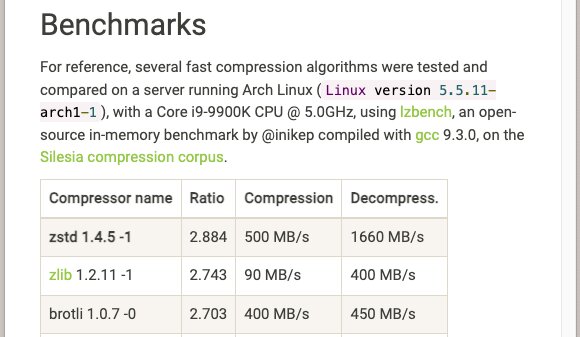 Benchmarks
For reference, several fast compression algorithms were tested and
compared on a server running Arch Linux ( Linux version 5.5.11-
arch1-1 ), with a Core i9-9900K CPU @ 5.0GHz, using lzbench, an open-
source in-memory benchmark by @inikep compiled with gcc 9.3.0, on the
Silesia compression corpus.
Compressor name Ratio Compression Decompress.
zstd 1.4.5 -1 2.884 500 MB/s 1660 MB/s
zlib 1.2.11 -1 2.743 90 MB/s 400 MB/s
brotli 1.0.7 -0 2.703 400 MB/s 450 MB/s